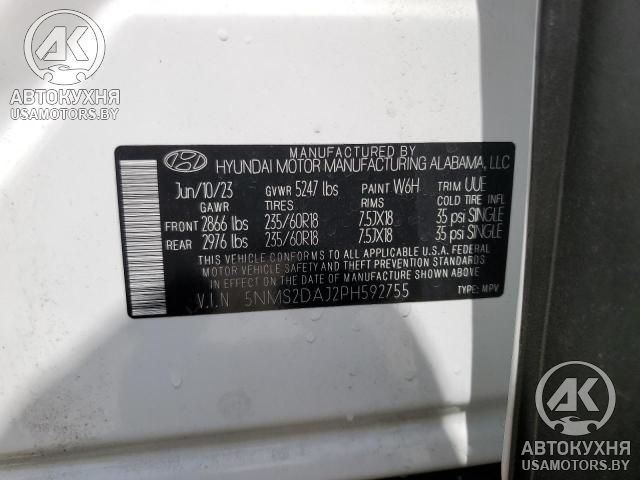 АВТОКУХНЯ
USAMOTORS.BY
MANUFACTURED BY
HYUNDAI MOTOR MANUFACTURING ALABAMA, LLC
Jun/10/23 GVWR 5247 lbs PAINT W6H TRIM UUE
GAWR TIRES RIMS COLD TIRE INFL
FRONT 2866 lbs 235/60R18 7.5JX18 35 psi SINGLE
REAR 2976 lbs 235/60R18 7.5JX18 35 psi SINGLE
THIS VEHICLE CONFORMS TO ALL APPLICABLE U.S.A. FEDERAL
MOTOR VEHICLE SAFETY AND THEFT PREVENTION STANDARDS
IN EFFECT ON THE DATE OF MANUFACTURE SHOWN ABOVE.
V.I.N 5NMS2DAJ2PH592755 TYPE: MPV
АК
АВТОКУХНЯ
USAMOTORS.BY